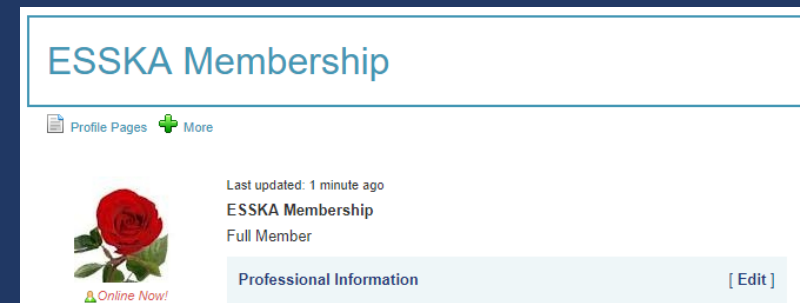 ESSKA Membership
Profile Pages More
Last updated: 1 minute ago
ESSKA Membership
Full Member
Professional Information [ Edit ]
Online Now!